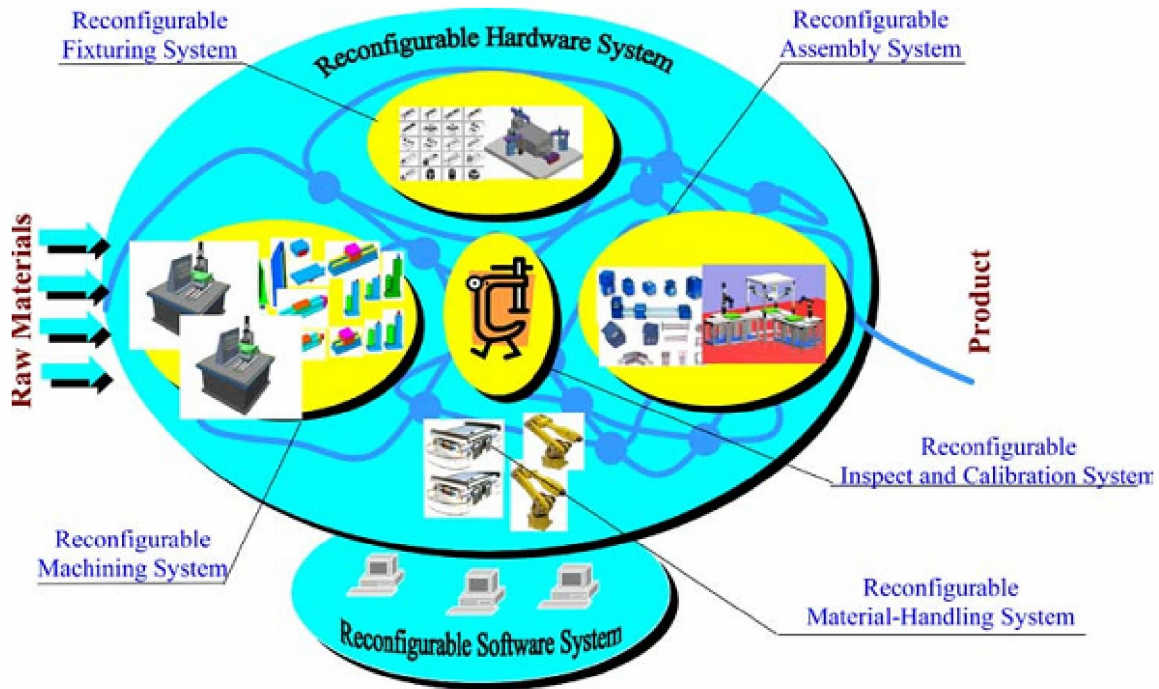 Reconfigurable
Fixturing System
Reconfigurable Hardware System
Reconfigurable
Assembly System
Raw Materials
Product
Reconfigurable
Inspect and Calibration System
Reconfigurable
Machining System
Reconfigurable
Material-Handling System
Reconfigurable Software System